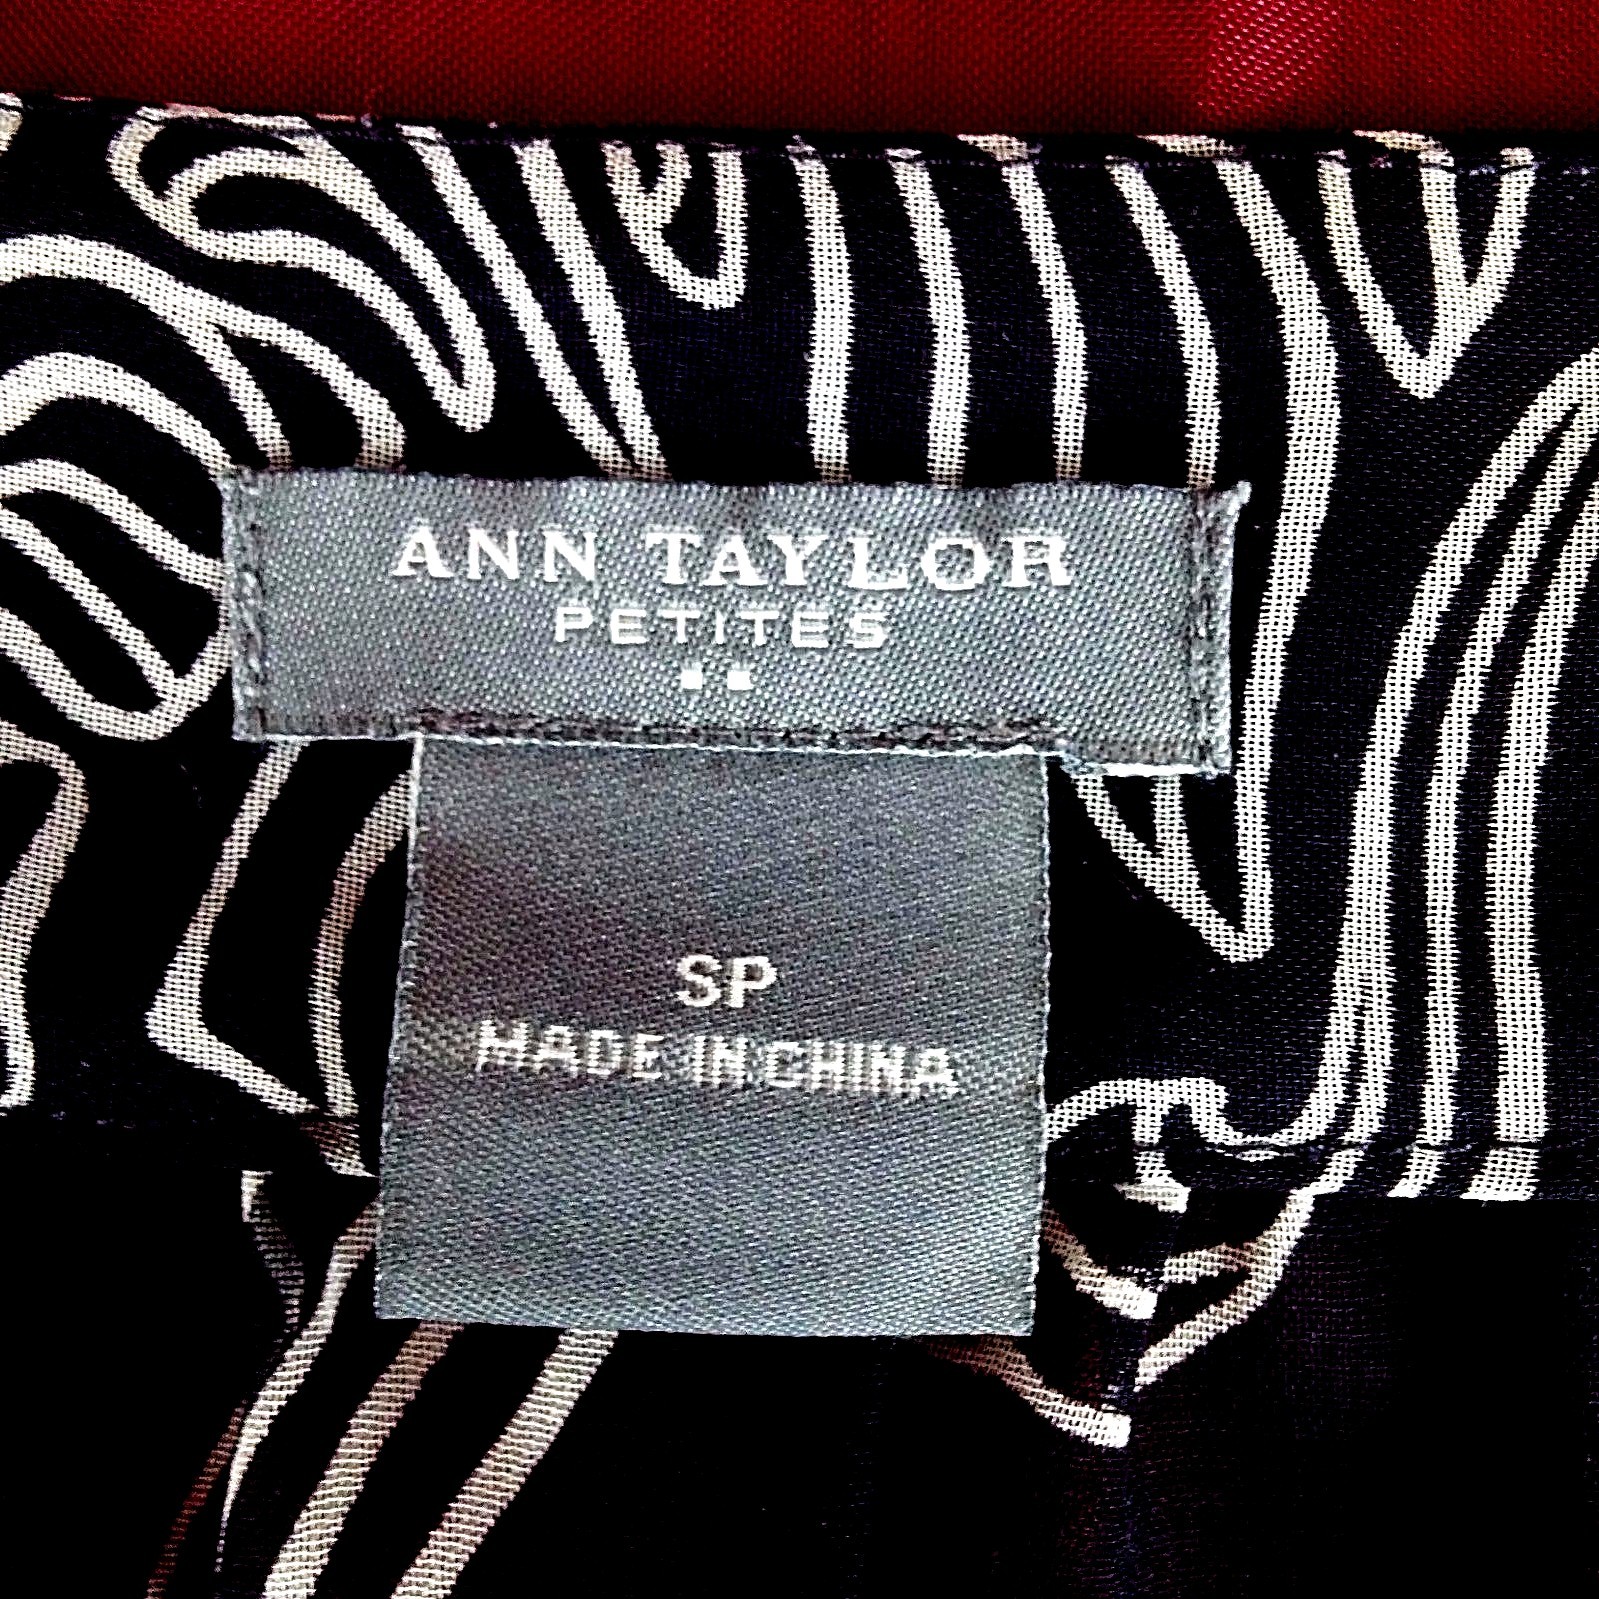 ANN TAYLOR
PETITES
SP
MADE IN CHINA